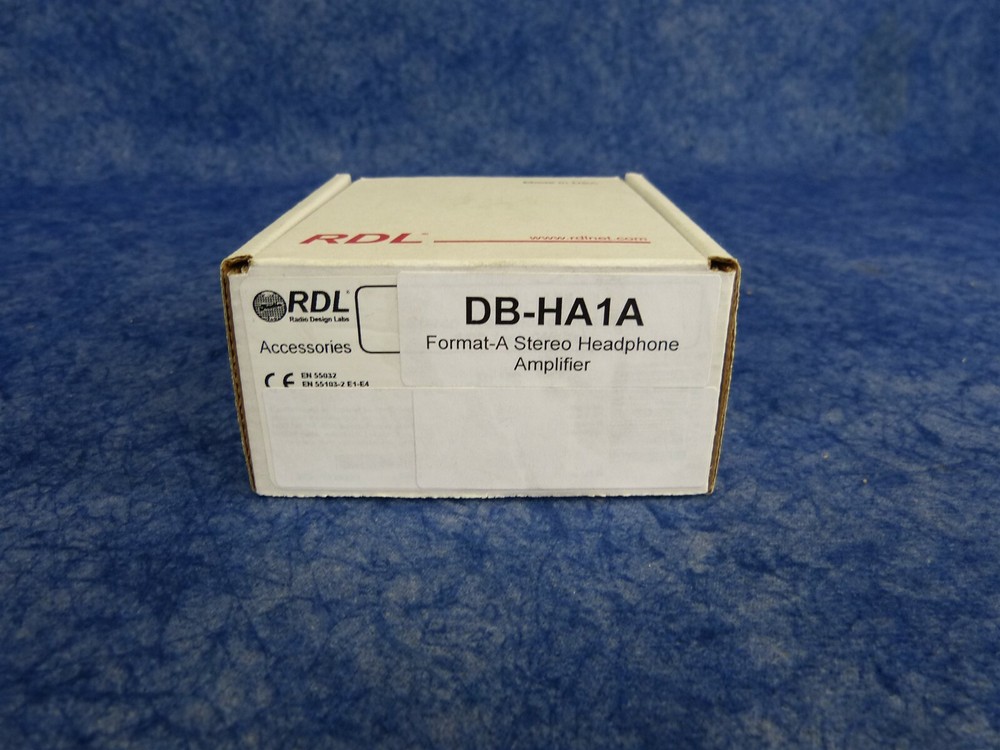 RDL®
www.rdlnet.com
RDL®
Radio Design Labs
Accessories
CE EN 55032
EN 55103-2 E1-E4
DB-HA1A
Format-A Stereo Headphone
Amplifier